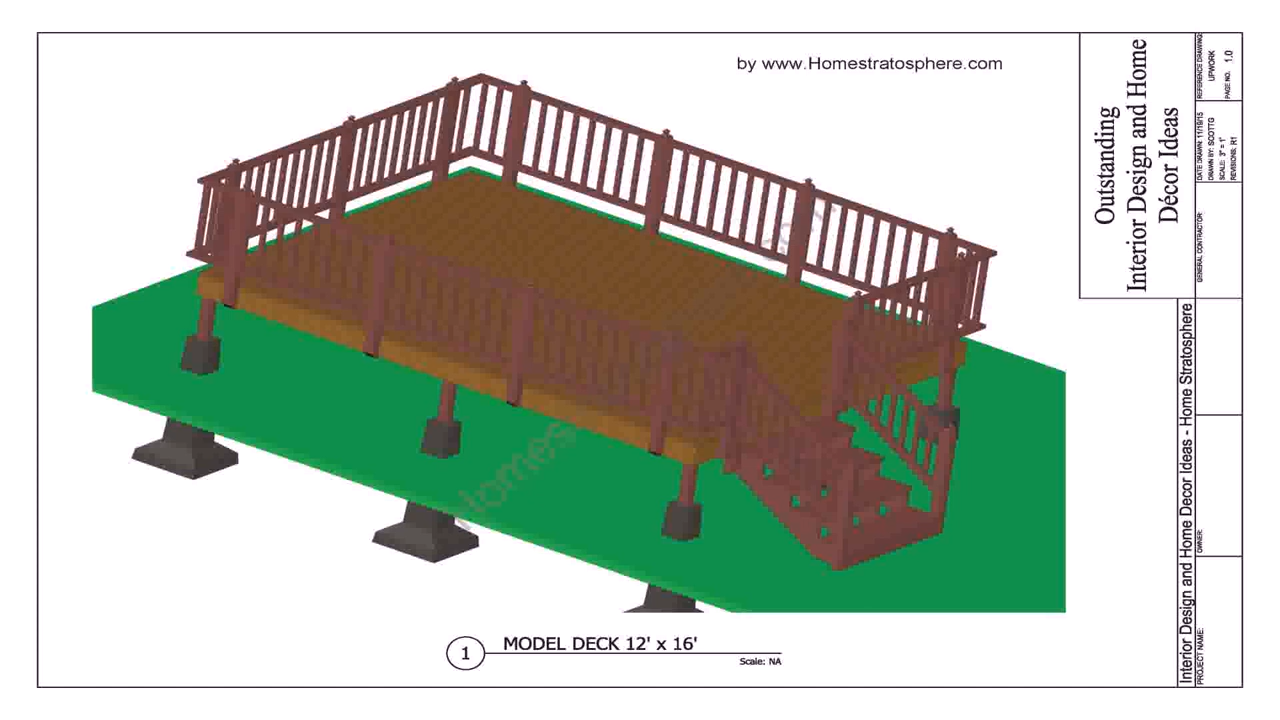 by www.Homestratosphere.com
Outstanding
Interior Design and Home
Décor Ideas
REFERENCE DRAWING:
UPWORK
PAGE NO. 1.0
DATE DRAWN: 11/19/15
DRAWN BY: SCOTTG
SCALE: 3" = 1'
REVISIONS: R1
GENERAL CONTRACTOR:
Interior Design and Home Decor Ideas - Home Stratosphere
OWNER:
PROJECT NAME:
1
MODEL DECK 12' x 16'
Scale: NA